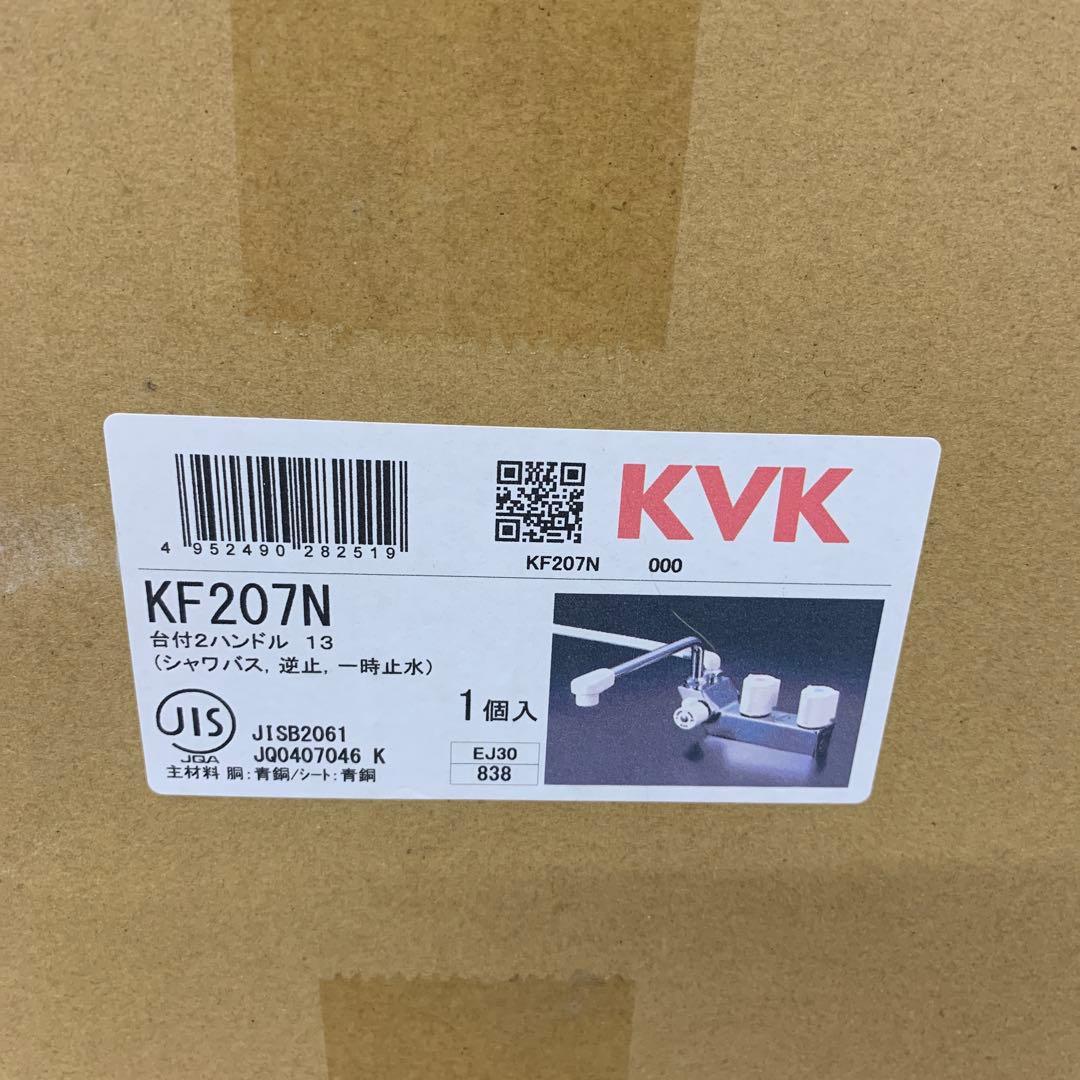 KVK
4 952490 282519
KF207N 000
KF207N
台付2ハンドル 13
(シャワバス, 逆止, 一時止水)
1個入
JIS
JQA
JISB2061
JQ0407046 K
主材料 胴:青銅/シート:青銅
EJ30
838